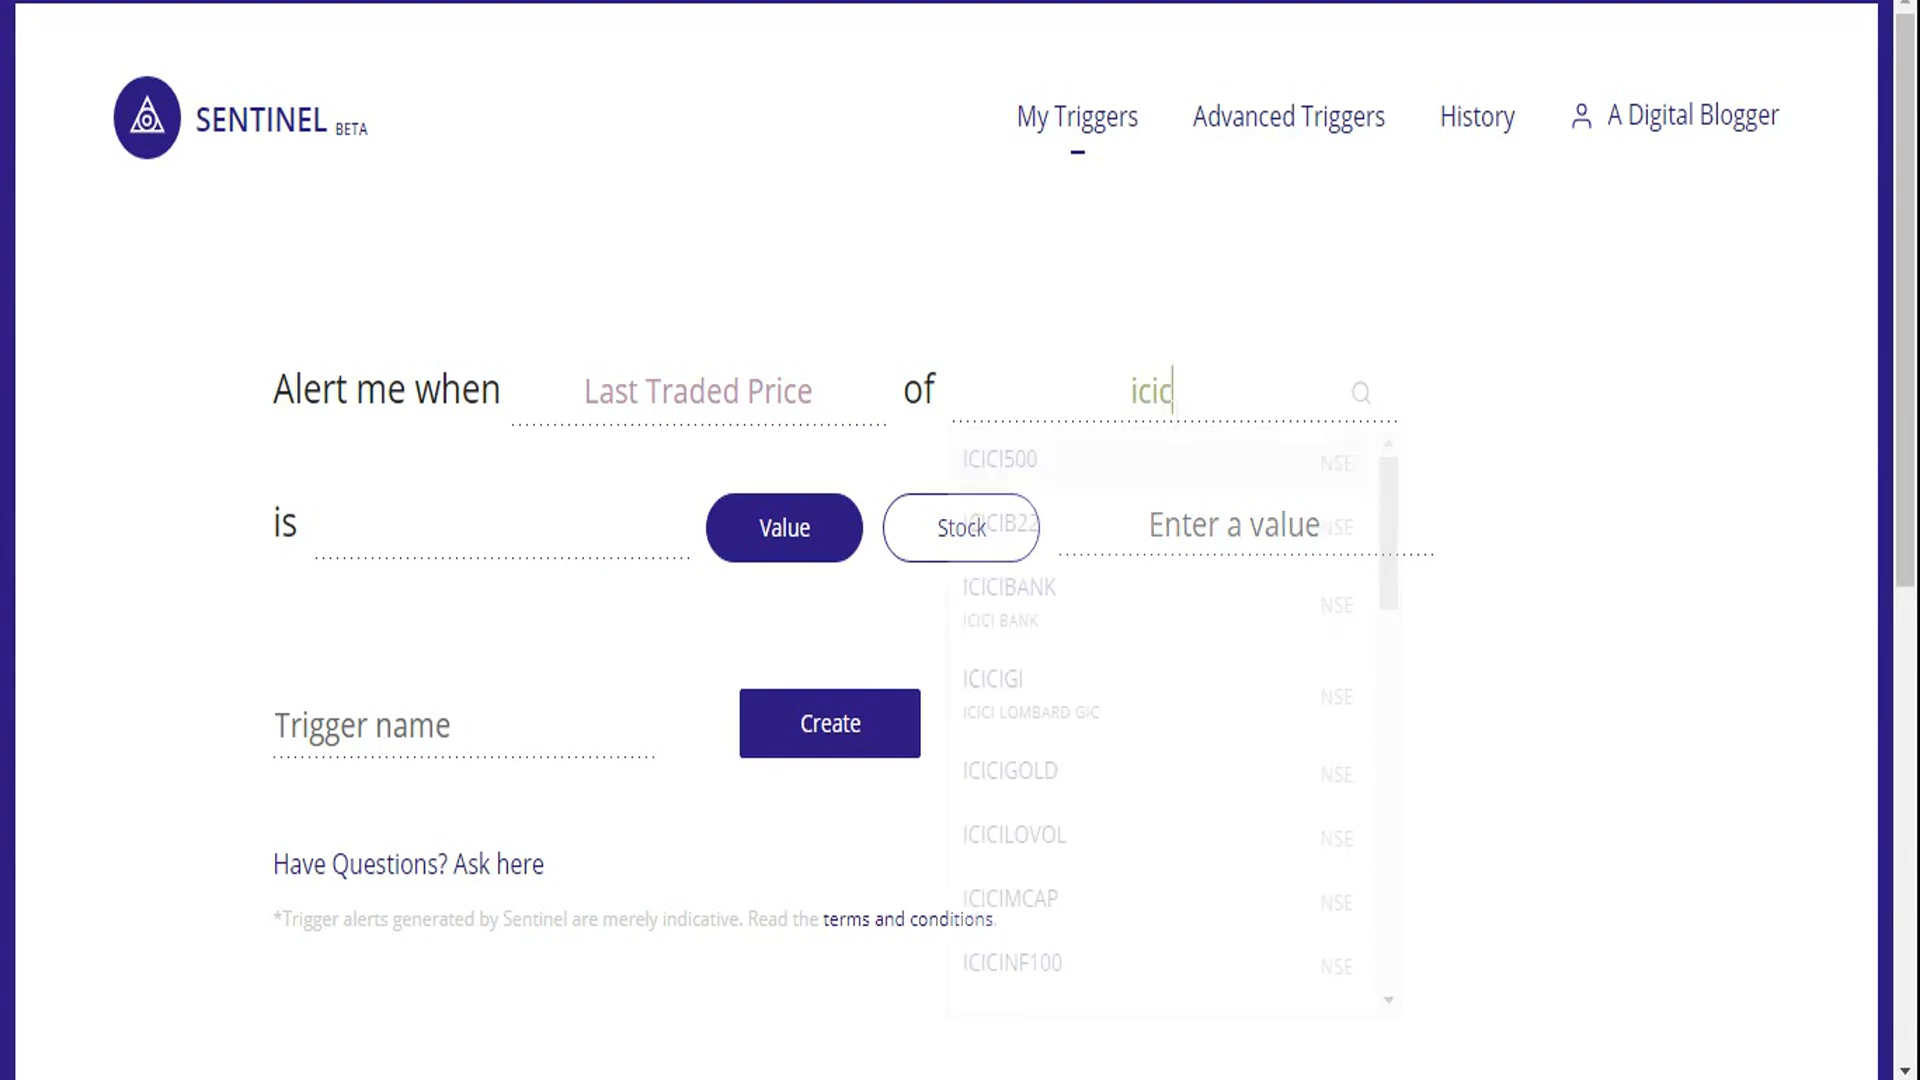 SENTINEL BETA
My Triggers Advanced Triggers History A Digital Blogger
Alert me when Last Traded Price of icic
ICICI500 NSE
is Value Stock Enter a value
ICICIB22 NSE
ICICIBANK NSE
ICICI BANK
ICICIGI NSE
ICICI LOMBARD GIC
Trigger name Create
ICICIGOLD NSE
ICICILOVOL NSE
Have Questions? Ask here
ICICIMCAP NSE
*Trigger alerts generated by Sentinel are merely indicative. Read the terms and conditions.
ICICINF100 NSE